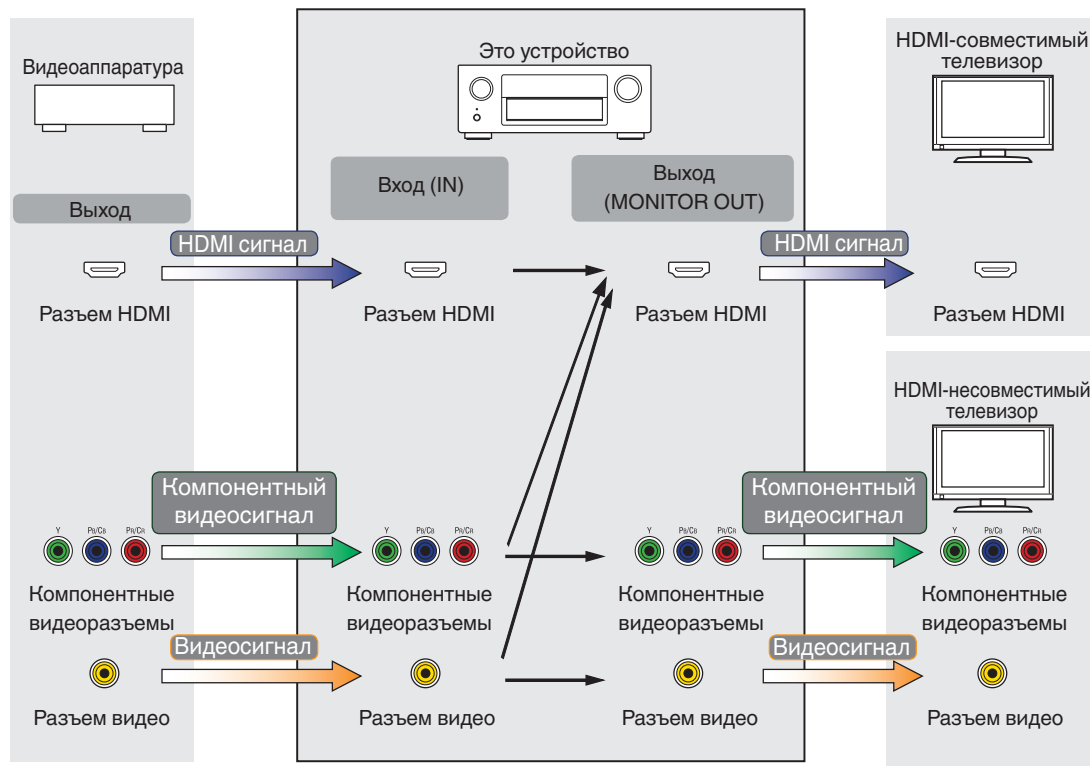 Видеоаппаратура
Это устройство
HDMI-совместимый
телевизор
Выход
Вход (IN)
Выход
(MONITOR OUT)
HDMI сигнал
HDMI сигнал
Разъем HDMI
Разъем HDMI
Разъем HDMI
Разъем HDMI
HDMI-несовместимый
телевизор
Компонентный
видеосигнал
Компонентный
видеосигнал
Y PB/CB PR/CR
Y PB/CB PR/CR
Y PB/CB PR/CR
Y PB/CB PR/CR
Компонентные
видеоразъемы
Компонентные
видеоразъемы
Компонентные
видеоразъемы
Компонентные
видеоразъемы
Видеосигнал
Видеосигнал
Разъем видео
Разъем видео
Разъем видео
Разъем видео